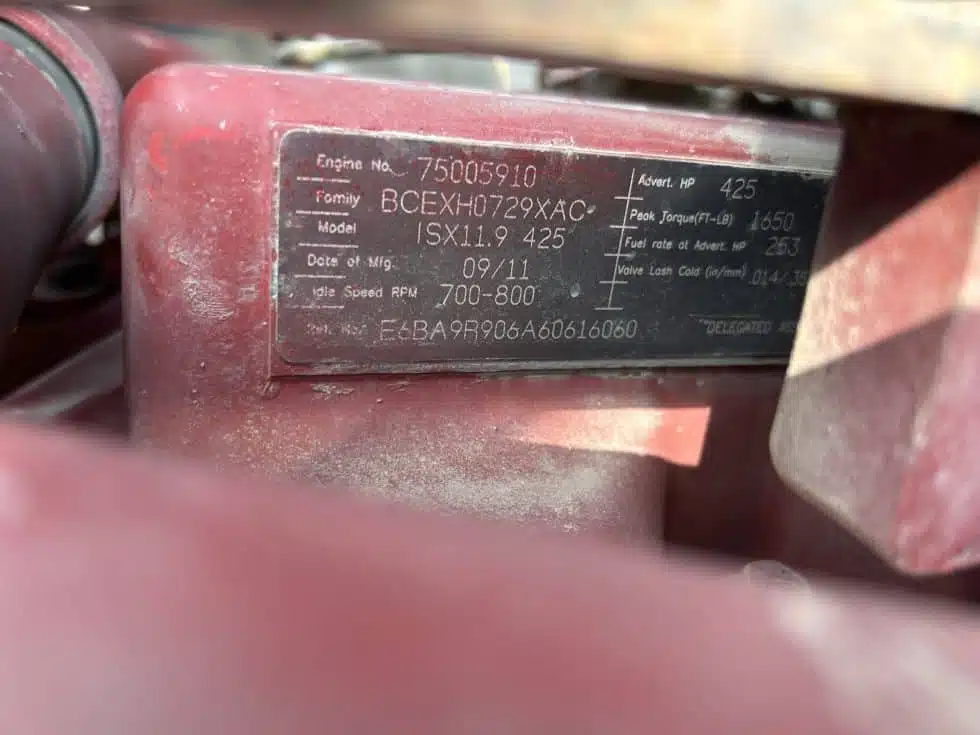 Engine No. 75005910
Family BCEXH0729XAC
Model ISX11.9 425
Date of Mfg. 09/11
Idle Speed RPM 700-800
E6BA9R906A60616060
Advert. HP 425
Peak Torque(FT-LB) 1650
Fuel rate at Advert. HP 253
Valve Lash Cold (in/mm) .014/.35
"DELEGATED